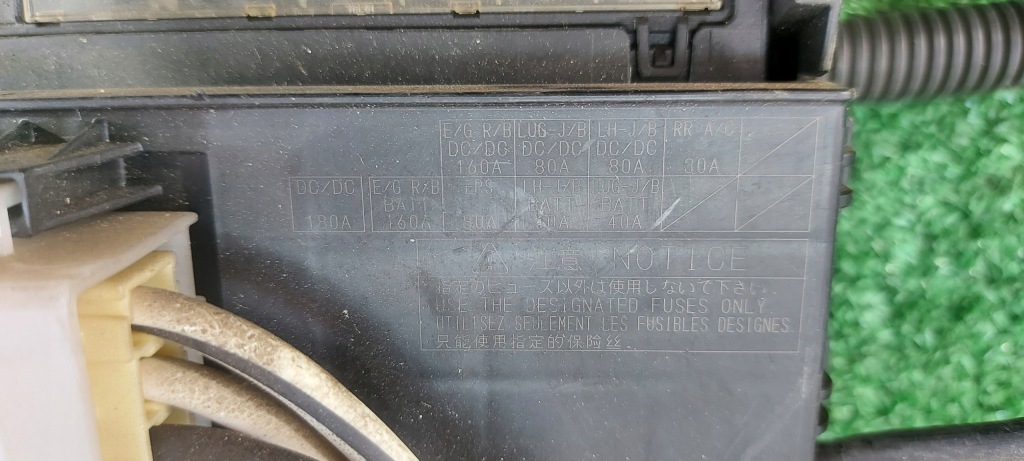 E/G R/B LUG-J/B LH-J/B RR A/C
DC/DC DC/DC DC/DC
160A 80A 80A 30A
DC/DC E/G R/B EPS LH-J/B LUG-J/B
BATT BATT BATT
180A 160A 80A 40A
注 意 NOTICE
指定のヒューズ以外は使用しないで下さい.
USE THE DESIGNATED FUSES ONLY.
UTILISEZ SEULEMENT LES FUSIBLES DESIGNES.
只能使用指定的保险丝.